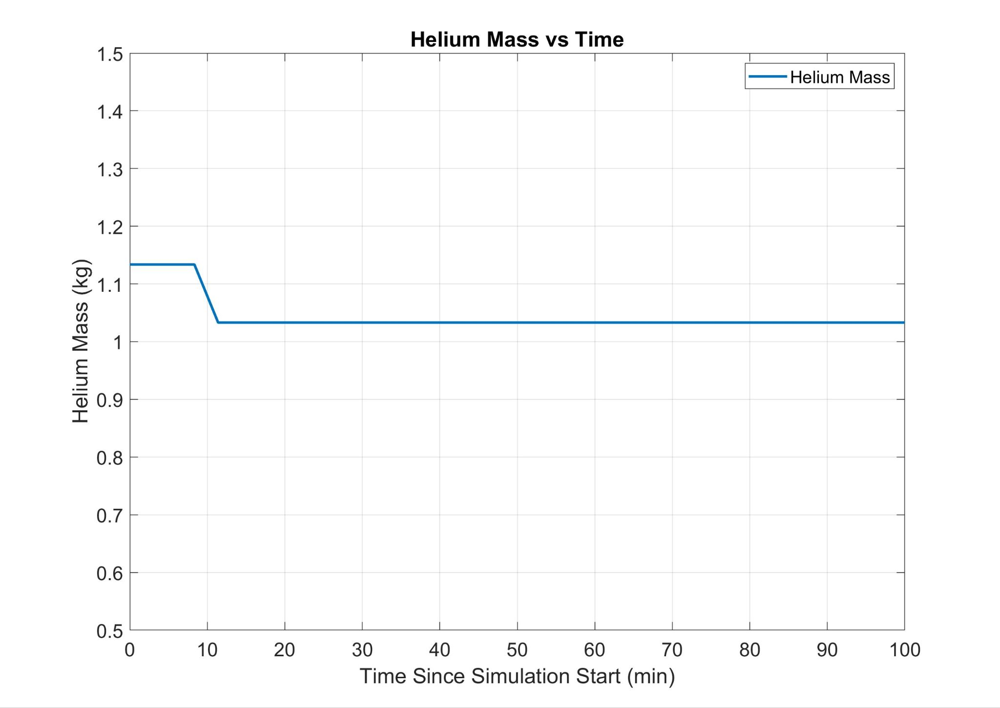 Helium Mass vs Time
Helium Mass
1.5
1.4
1.3
1.2
1.1
1
0.9
0.8
0.7
0.6
0.5
Helium Mass (kg)
0 10 20 30 40 50 60 70 80 90 100
Time Since Simulation Start (min)